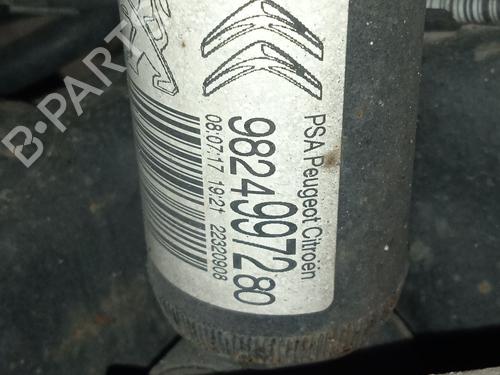 PSA Peugeot Citroën
9824997280
08.07.17 19:21 22320908
B-PARTS